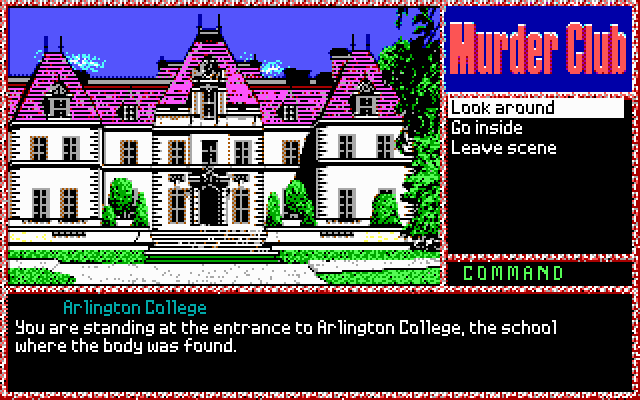 Murder Club
Look around
Go inside
Leave scene
COMMAND
Arlington College
You are standing at the entrance to Arlington College, the school
where the body was found.